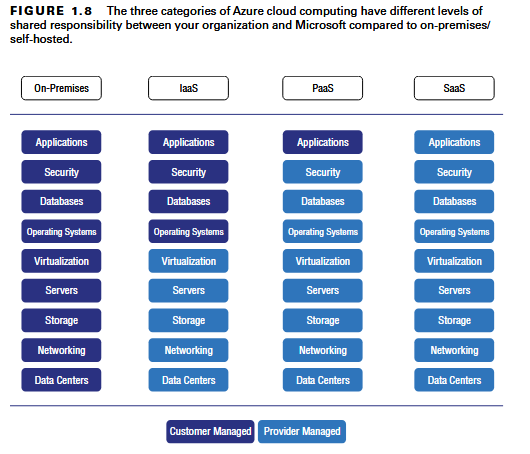 FIGURE 1.8 The three categories of Azure cloud computing have different levels of
shared responsibility between your organization and Microsoft compared to on-premises/
self-hosted.
On-Premises IaaS PaaS SaaS
Applications Applications Applications Applications
Security Security Security Security
Databases Databases Databases Databases
Operating Systems Operating Systems Operating Systems Operating Systems
Virtualization Virtualization Virtualization Virtualization
Servers Servers Servers Servers
Storage Storage Storage Storage
Networking Networking Networking Networking
Data Centers Data Centers Data Centers Data Centers
Customer Managed Provider Managed